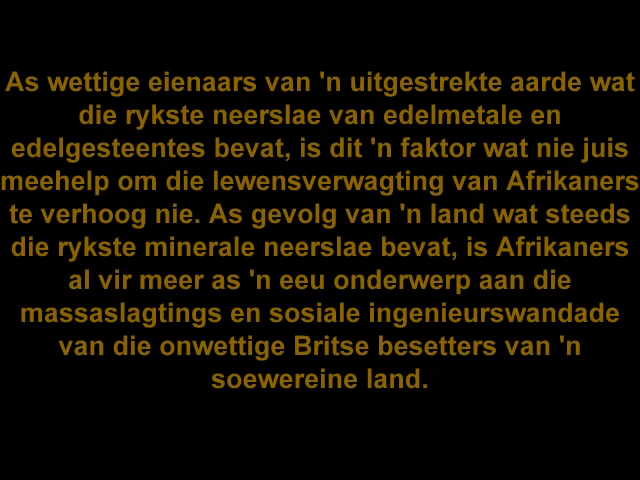 As wettige eienaars van 'n uitgestrekte aarde wat
die rykste neerslae van edelmetale en
edelgesteentes bevat, is dit 'n faktor wat nie juis
meehelp om die lewensverwagting van Afrikaners
te verhoog nie. As gevolg van 'n land wat steeds
die rykste minerale neerslae bevat, is Afrikaners
al vir meer as 'n eeu onderwerp aan die
massaslagtings en sosiale ingenieurswandade
van die onwettige Britse besetters van 'n
soewereine land.